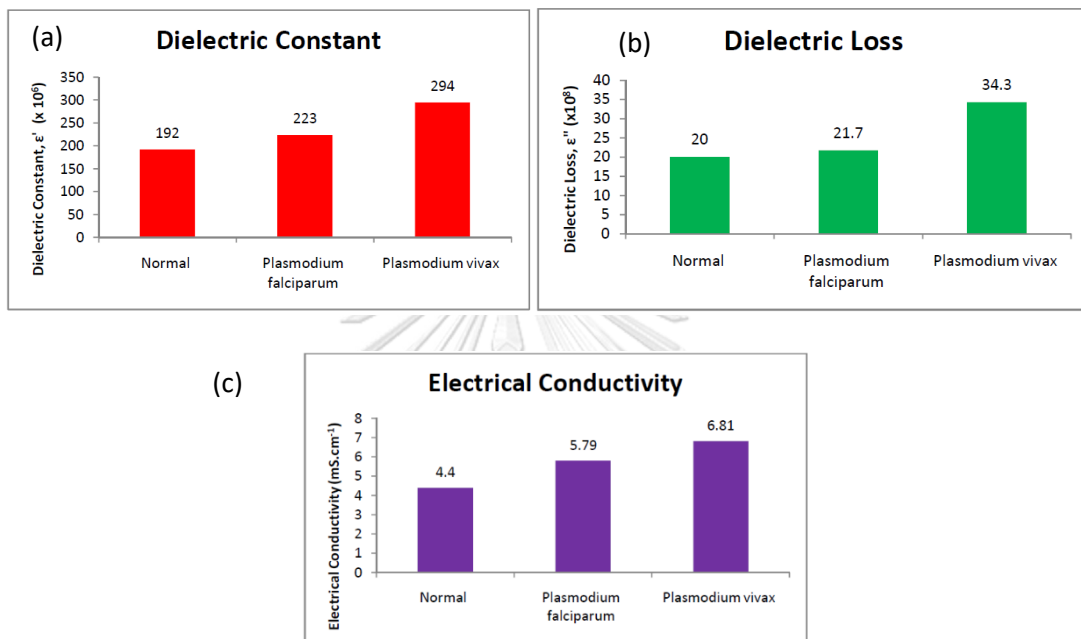 (a)
Dielectric Constant
Dielectric Constant, ε' (x 10⁶)
350
300
250
200
150
100
50
0
192
223
294
Normal
Plasmodium
falciparum
Plasmodium vivax
(b)
Dielectric Loss
Dielectric Loss, ε" (x10⁸)
40
35
30
25
20
15
10
5
0
20
21.7
34.3
Normal
Plasmodium
falciparum
Plasmodium vivax
(c)
Electrical Conductivity
Electrical Conductivity (mS.cm⁻¹)
8
7
6
5
4
3
2
1
0
4.4
5.79
6.81
Normal
Plasmodium
falciparum
Plasmodium vivax